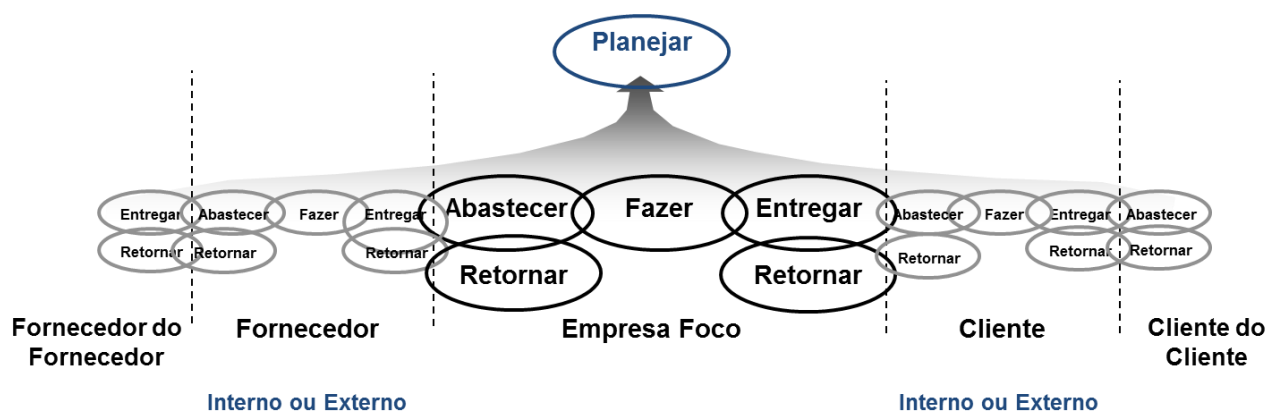 Planejar
Entregar
Abastecer
Fazer
Entregar
Abastecer
Fazer
Entregar
Abastecer
Fazer
Entregar
Abastecer
Retornar
Retornar
Retornar
Retornar
Retornar
Retornar
Retornar
Retornar
Fornecedor do
Fornecedor
Fornecedor
Empresa Foco
Cliente
Cliente do
Cliente
Interno ou Externo
Interno ou Externo